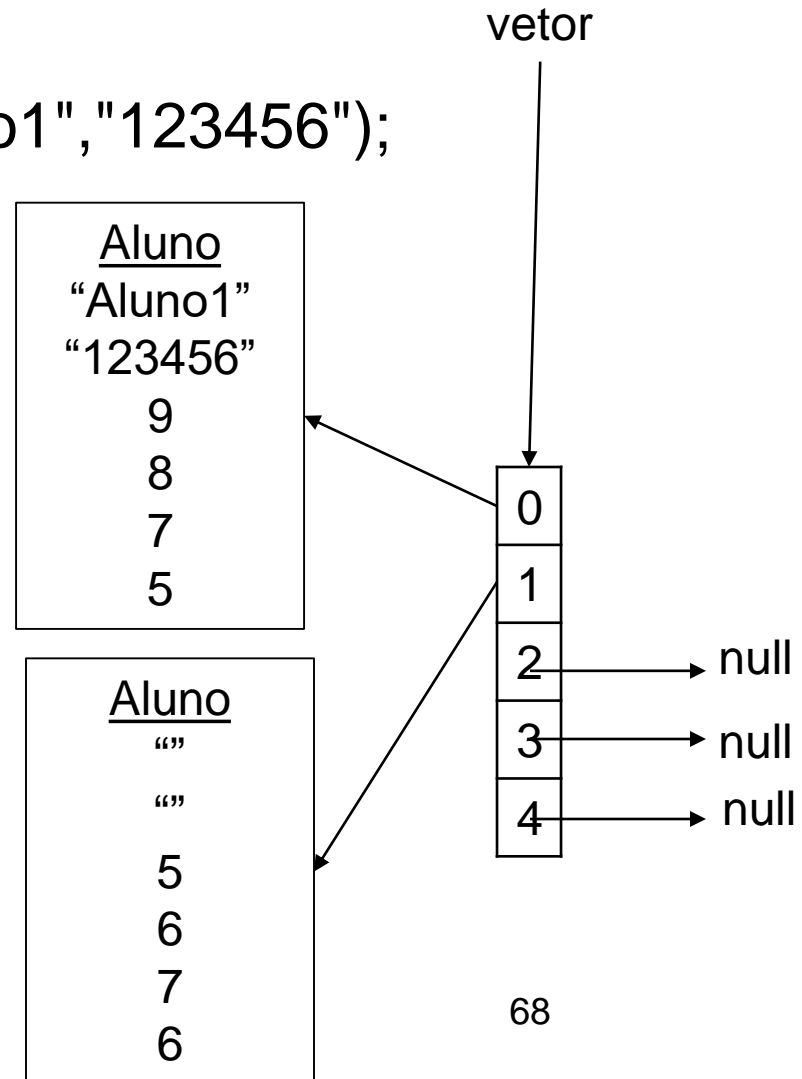 vetor
o1","123456");
Aluno
“Aluno1”
“123456”
9
8
7
5
0
1
2
3
4
null
null
null
Aluno
“”
“”
5
6
7
6
68